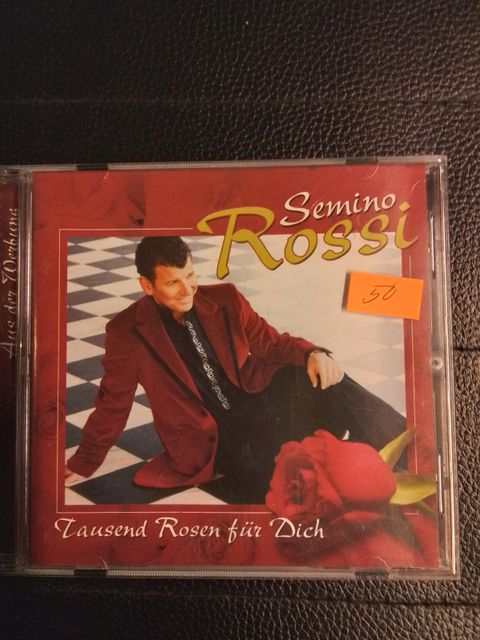 Semino
Rossi
50
Tausend Rosen für Dich
Aus der Werbung